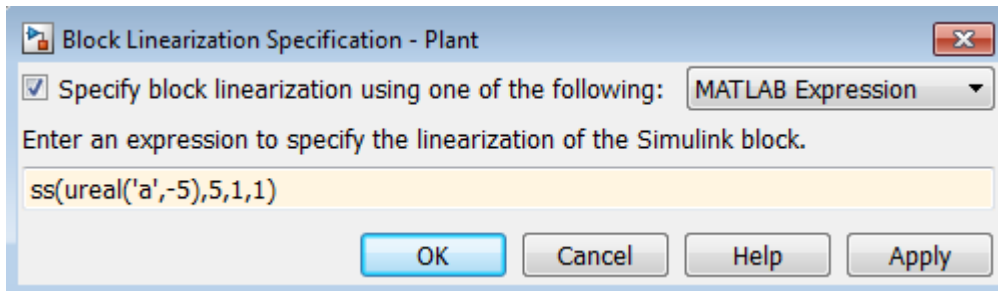 Block Linearization Specification - Plant
Specify block linearization using one of the following: MATLAB Expression
Enter an expression to specify the linearization of the Simulink block.
ss(ureal('a',-5),5,1,1)
OK Cancel Help Apply